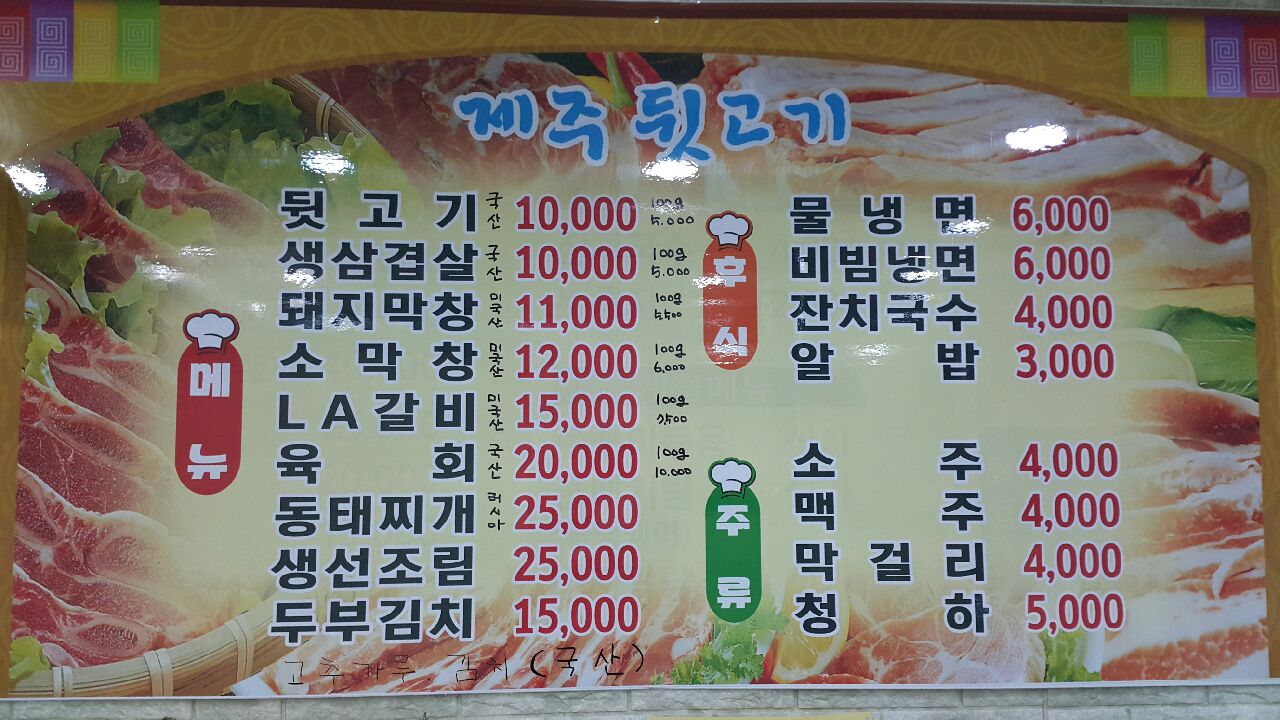 제주 뒷고기
메뉴
뒷고기 국산 10,000 100g 5.000
생삼겹살 국산 10,000 100g 5.000
돼지막창 미국산 11,000 100g 5500
소막창 미국산 12,000 100g 6.000
LA갈비 미국산 15,000 100g 7,500
육회 국산 20,000 100g 10.000
동태찌개 러시아 25,000
생선조림 25,000
두부김치 15,000
고추가루. 김치 (국산)
후식
물냉면 6,000
비빔냉면 6,000
잔치국수 4,000
알밥 3,000
주류
소주 4,000
맥주 4,000
막걸리 4,000
청하 5,000